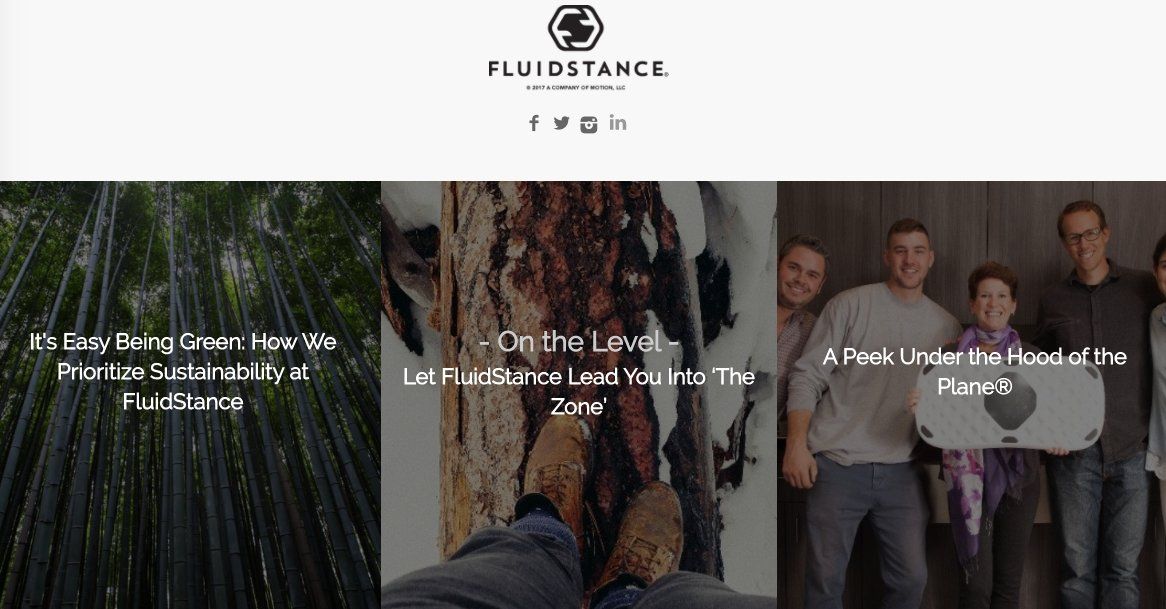 FLUIDSTANCE®
© 2017 A COMPANY OF MOTION, LLC
It's Easy Being Green: How We
Prioritize Sustainability at
FluidStance
- On the Level -
Let FluidStance Lead You Into ‘The
Zone’
A Peek Under the Hood of the
Plane®